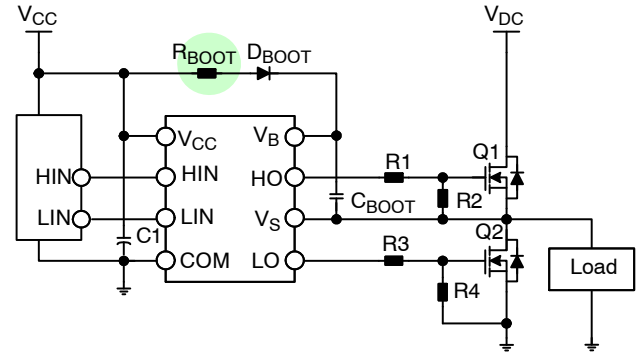 VCC
VDC
RBOOT DBOOT
VCC
VB
HIN
HIN
HO
R1
Q1
R2
LIN
LIN
VS
CBOOT
C1
R3
Q2
COM
LO
Load
R4